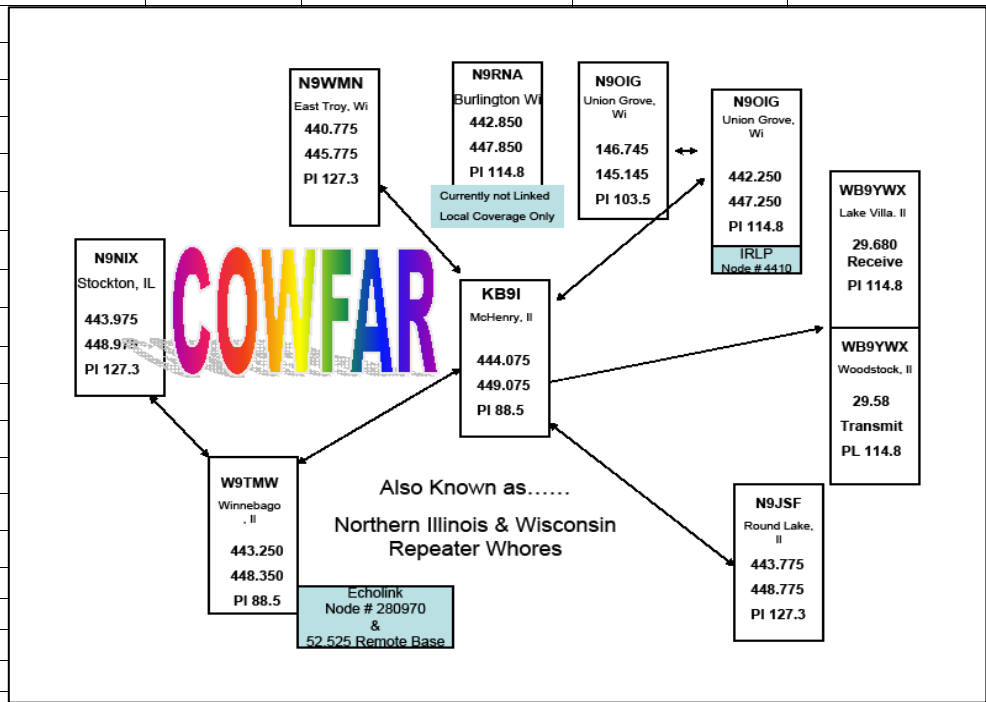 N9WMN
East Troy, Wi
440.775
445.775
PI 127.3
N9RNA
Burlington Wi
442.850
447.850
PI 114.8
Currently not Linked
Local Coverage Only
N9OIG
Union Grove,
Wi
146.745
145.145
PI 103.5
N9OIG
Union Grove,
Wi
442.250
447.250
PI 114.8
IRLP
Node # 4410
WB9YWX
Lake Villa. Il
29.680
Receive
PI 114.8
WB9YWX
Woodstock, Il
29.58
Transmit
PL 114.8
N9NIX
Stockton, IL
443.975
PI 127.3
COWFAR
KB9I
McHenry, Il
444.075
449.075
PI 88.5
W9TMW
Winnebago
, Il
443.250
448.350
PI 88.5
Echolink
Node # 280970
&
52.525 Remote Base
Also Known as......
Northern Illinois & Wisconsin
Repeater Whores
N9JSF
Round Lake,
Il
443.775
448.775
PI 127.3